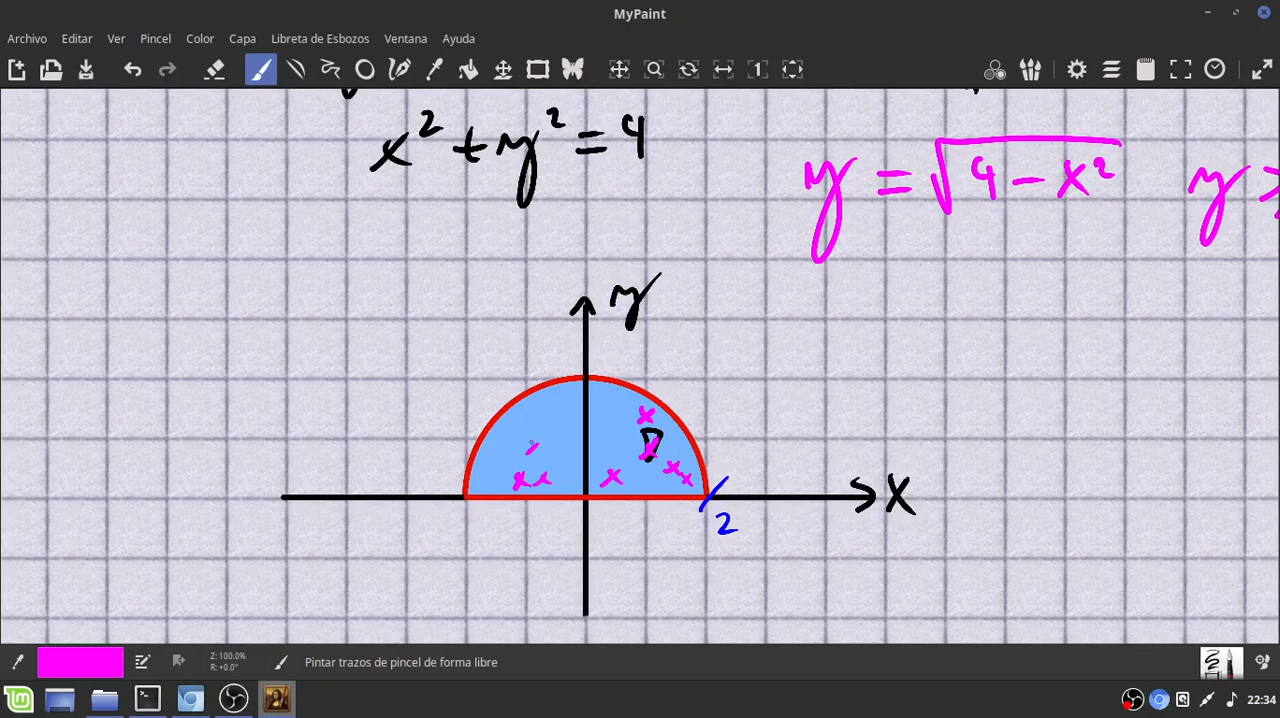 MyPaint
Archivo Editar Ver Pincel Color Capa Libreta de Esbozos Ventana Ayuda
x² + y² = 4
y = √(4 - x²) y >
y
D
x x x x x x x
X
2
Z: 100.0%
R: +0.0°
Pintar trazos de pincel de forma libre
22:34